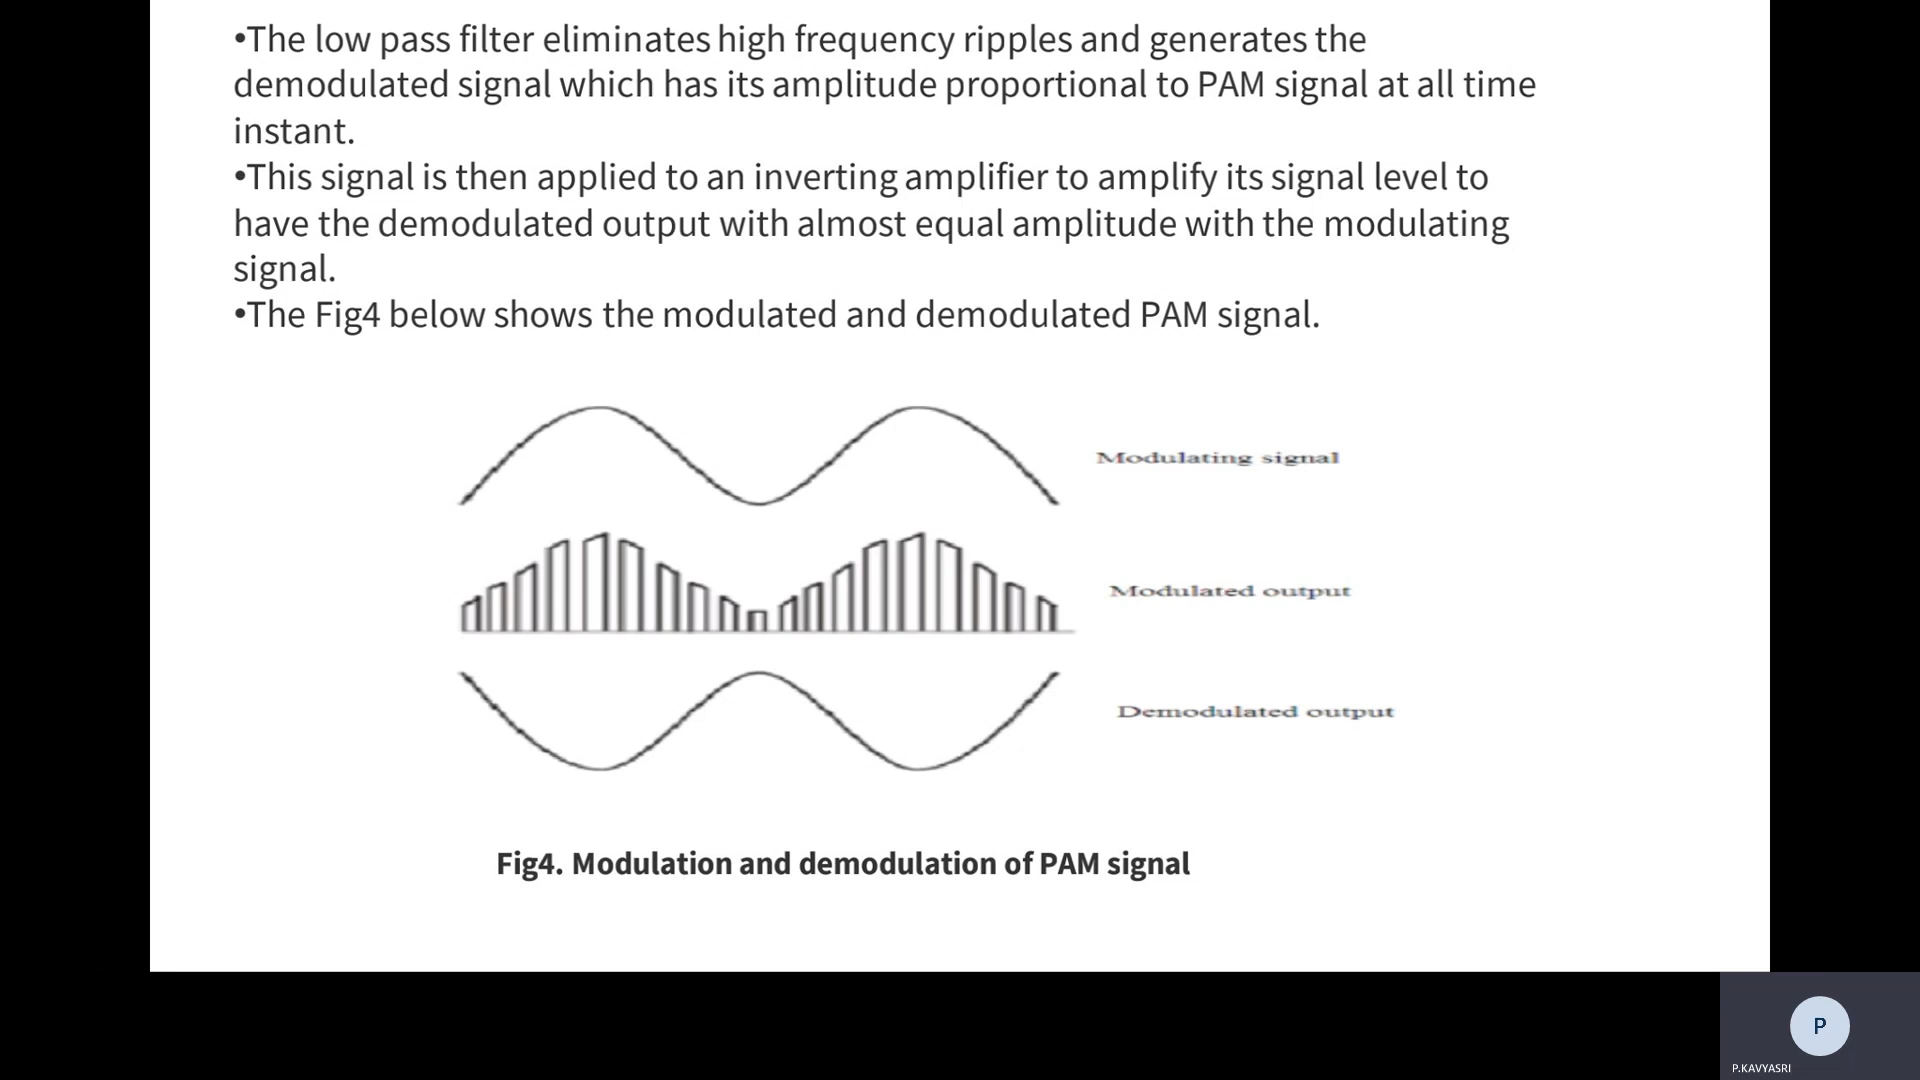 •The low pass filter eliminates high frequency ripples and generates the
demodulated signal which has its amplitude proportional to PAM signal at all time
instant.
•This signal is then applied to an inverting amplifier to amplify its signal level to
have the demodulated output with almost equal amplitude with the modulating
signal.
•The Fig4 below shows the modulated and demodulated PAM signal.
Modulating signal
Modulated output
Demodulated output
Fig4. Modulation and demodulation of PAM signal
P
P.KAVYASRI